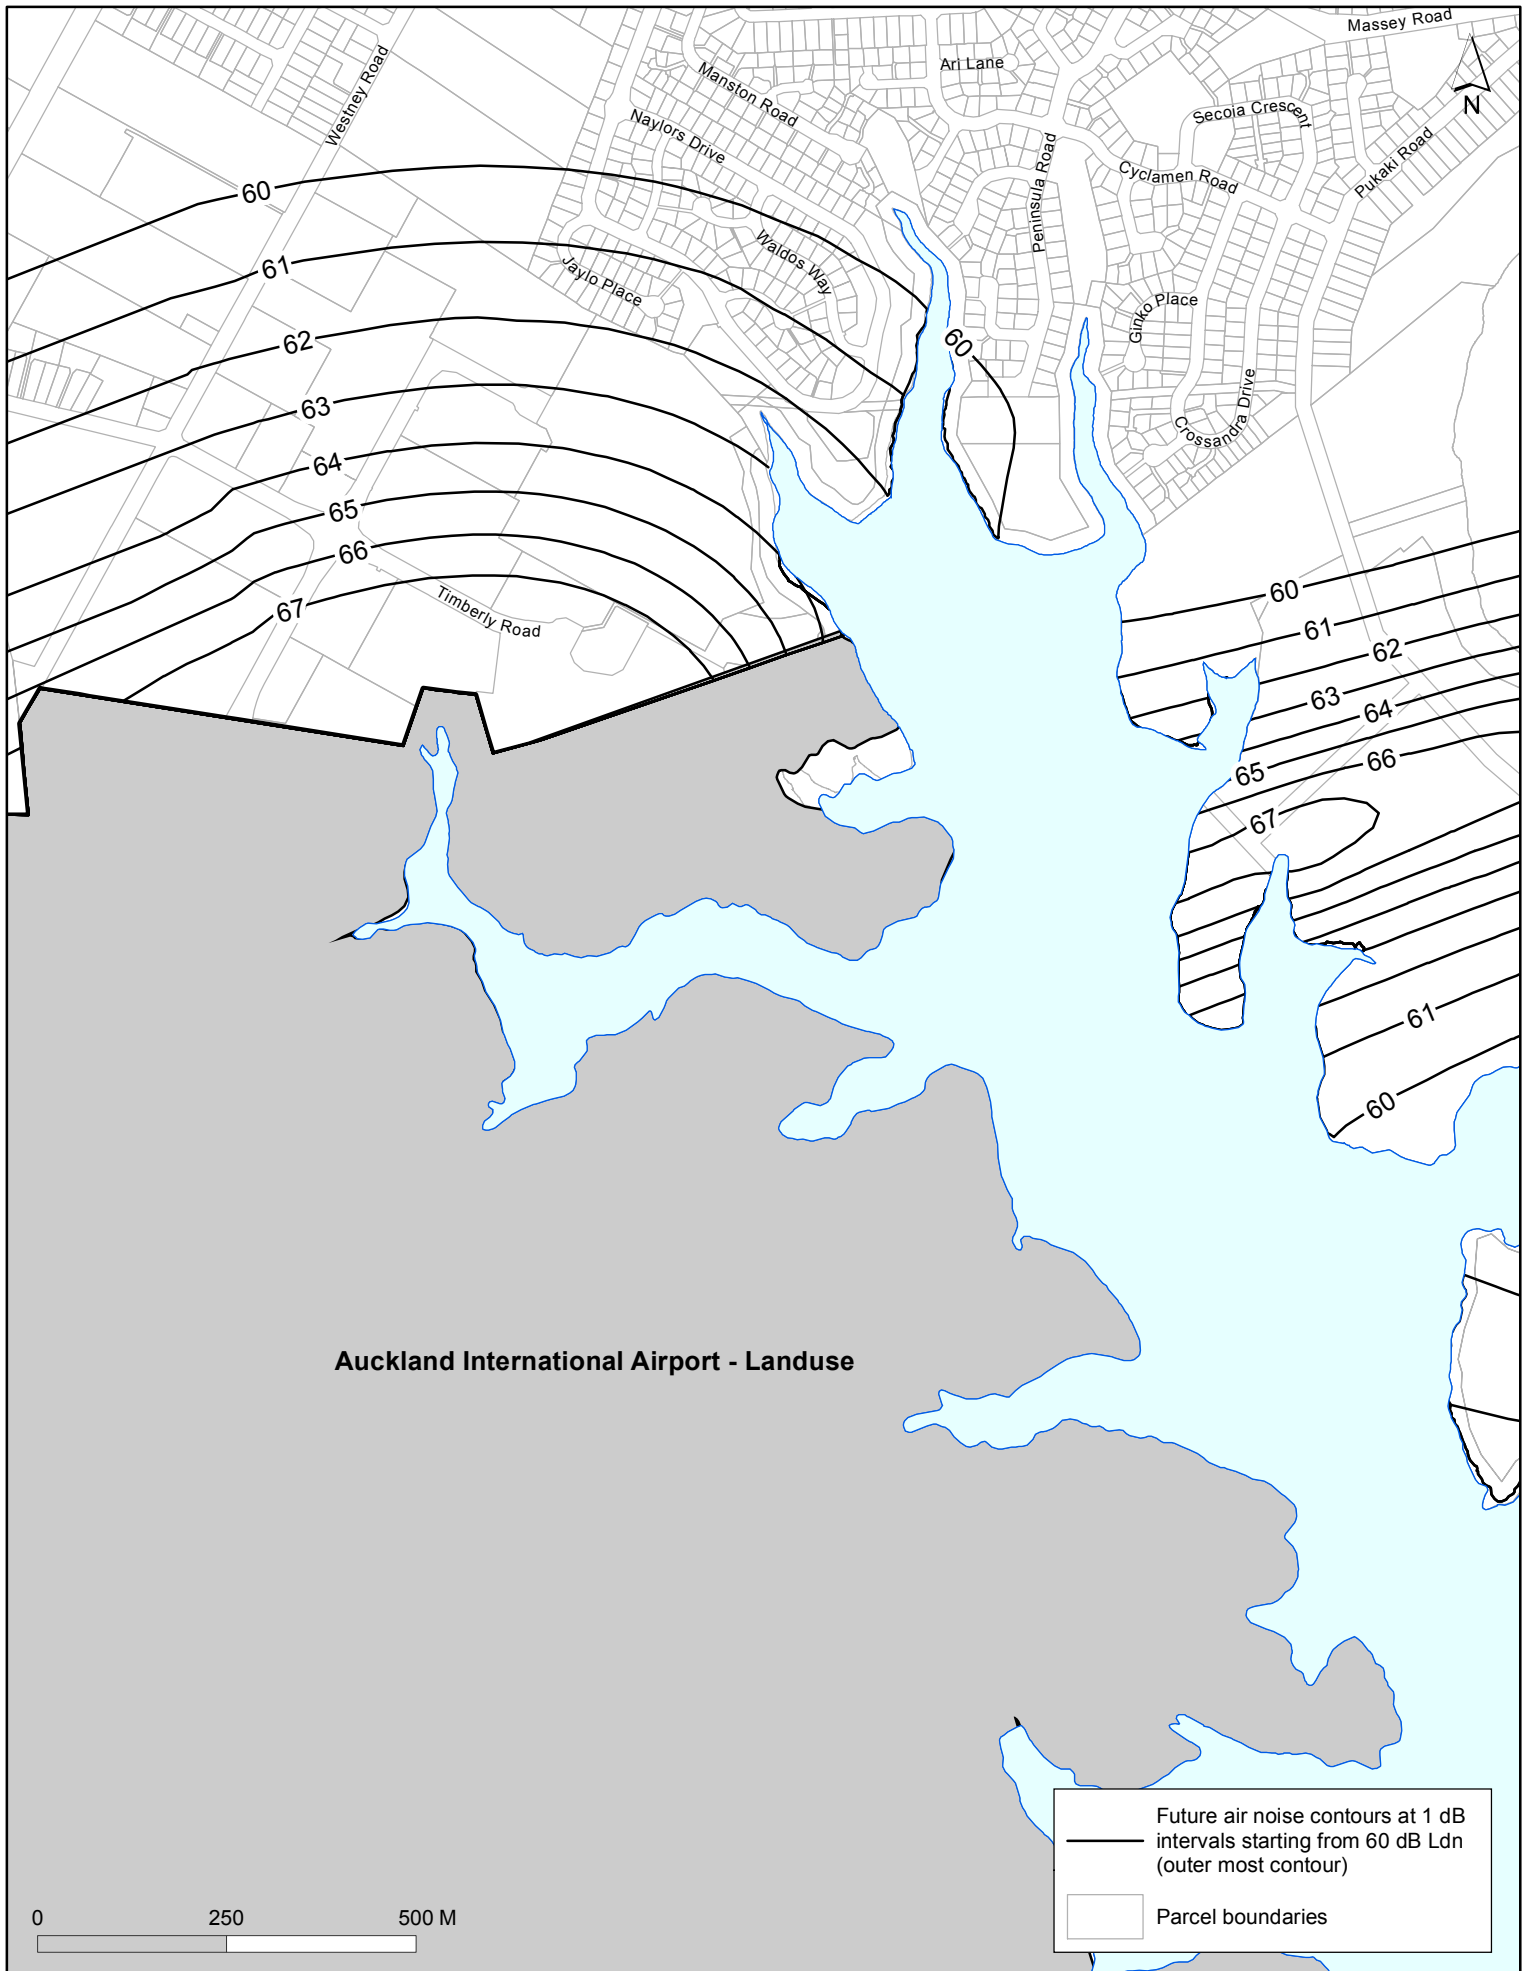 Massey Road
Westney Road
Ari Lane
Manston Road
N
Secoia Crescent
Naylors Drive
Pukaki Road
Peninsula Road
Cyclamen Road
60
Waldos Way
61
Jaylo Place
Ginko Place
62
60
63
Crossandra Drive
64
65
66
60
67
Timberly Road
61
62
63
64
65
66
67
61
60
Auckland International Airport - Landuse
Future air noise contours at 1 dB
intervals starting from 60 dB Ldn
(outer most contour)
Parcel boundaries
0 250 500 M